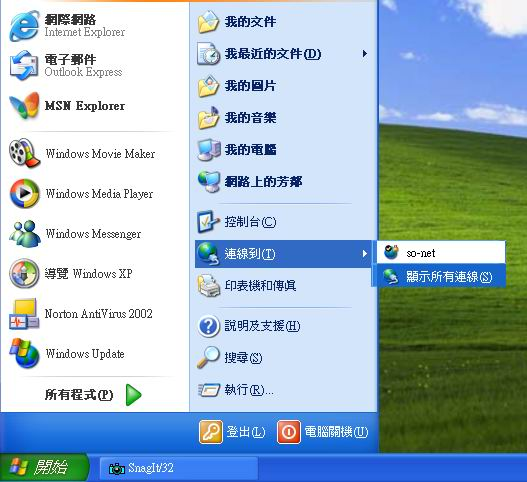 網際網路
Internet Explorer
電子郵件
Outlook Express
MSN Explorer
Windows Movie Maker
Windows Media Player
Windows Messenger
導覽 Windows XP
Norton AntiVirus 2002
Windows Update
所有程式(P)
我的文件
我最近的文件(D)
我的圖片
我的音樂
我的電腦
網路上的芳鄰
控制台(C)
連線到(T)
印表機和傳真
說明及支援(H)
搜尋(S)
執行(R)...
so-net
顯示所有連線(S)
登出(L)
電腦關機(U)
開始
SnagIt/32